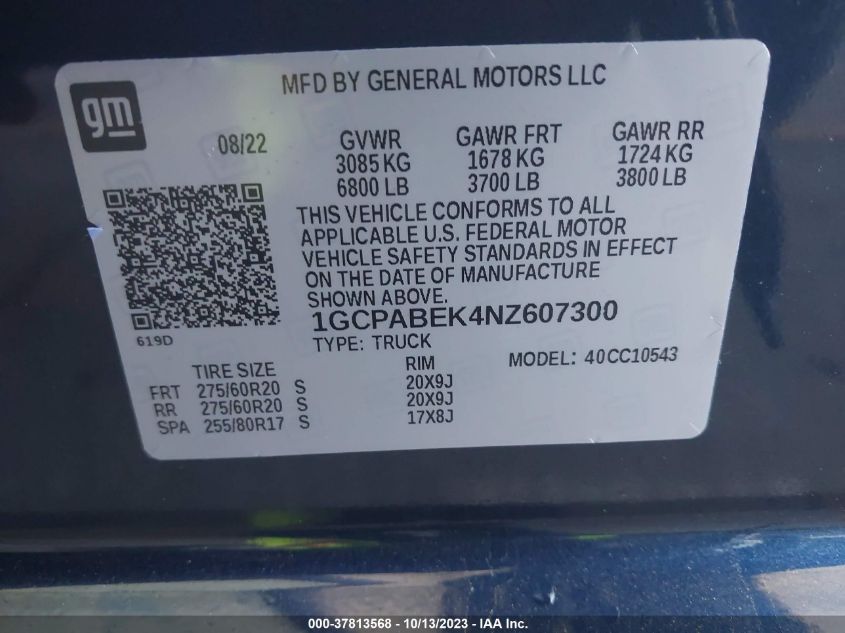 MFD BY GENERAL MOTORS LLC
gm
08/22
GVWR GAWR FRT GAWR RR
3085 KG 1678 KG 1724 KG
6800 LB 3700 LB 3800 LB
THIS VEHICLE CONFORMS TO ALL
APPLICABLE U.S. FEDERAL MOTOR
VEHICLE SAFETY STANDARDS IN EFFECT
ON THE DATE OF MANUFACTURE
SHOWN ABOVE.
1GCPABEK4NZ607300
619D
TYPE: TRUCK
MODEL: 40CC10543
TIRE SIZE RIM
FRT 275/60R20 S 20X9J
RR 275/60R20 S 20X9J
SPA 255/80R17 S 17X8J
000-37813568 - 10/13/2023 - IMPACT AUTO AUCTIONS, INC.